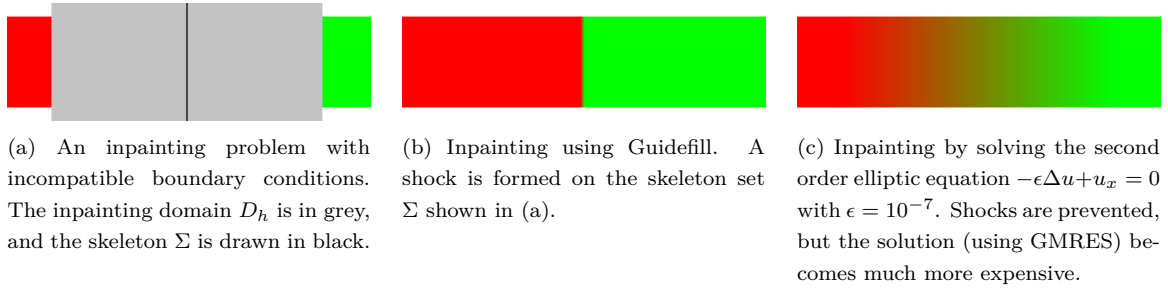 (a) An inpainting problem with
incompatible boundary conditions.
The inpainting domain D_h is in grey,
and the skeleton Σ is drawn in black.
(b) Inpainting using Guidefill. A
shock is formed on the skeleton set
Σ shown in (a).
(c) Inpainting by solving the second
order elliptic equation −ϵΔu+u_x = 0
with ϵ = 10^{−7}. Shocks are prevented,
but the solution (using GMRES) be-
comes much more expensive.